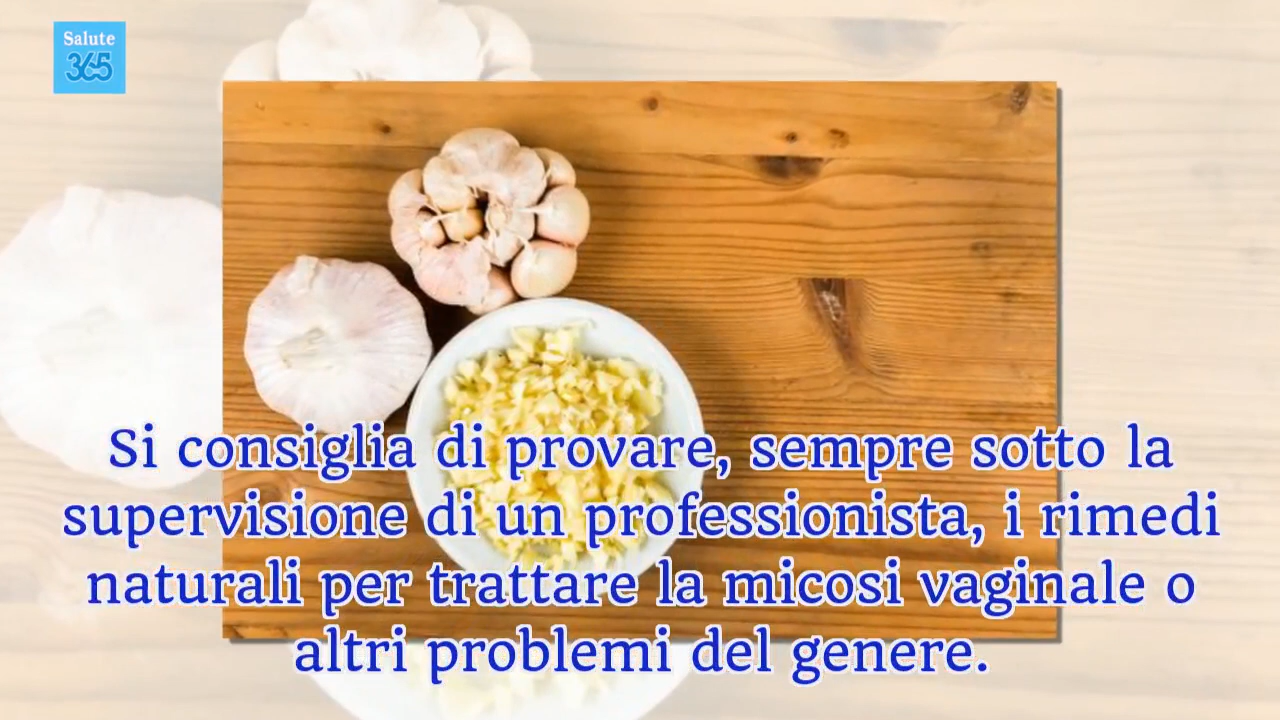 Salute
365
Si consiglia di provare, sempre sotto la
supervisione di un professionista, i rimedi
naturali per trattare la micosi vaginale o
altri problemi del genere.